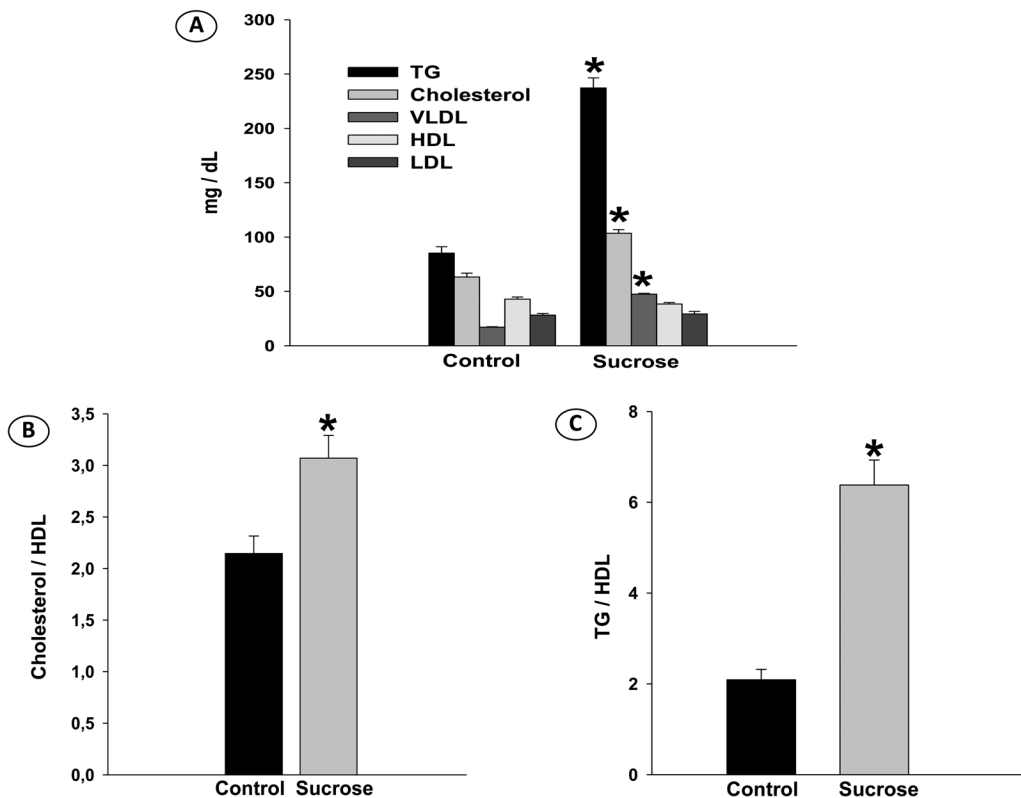 A
300
250
200
150
100
50
0
mg / dL
TG
Cholesterol
VLDL
HDL
LDL
*
*
*
Control Sucrose
B
3,5
3,0
2,5
2,0
1,5
1,0
0,5
0,0
Cholesterol / HDL
*
Control Sucrose
C
8
6
4
2
0
TG / HDL
*
Control Sucrose